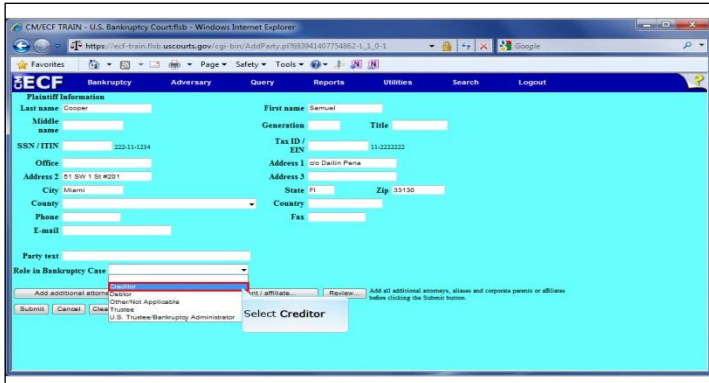 CM/ECF TRAIN - U.S. Bankruptcy Court:flsb - Windows Internet Explorer
https://ecf-train.flsb.uscourts.gov/cgi-bin/AddParty.pl?693941407754862-L_1_0-1
Google
Favorites Page Safety Tools
ECF Bankruptcy Adversary Query Reports Utilities Search Logout ?
Plaintiff Information
Last name Cooper First name Samuel
Middle name Generation Title
SSN / ITIN 222-11-1234 Tax ID / EIN 11-2222222
Office Address 1 c/o Dailin Pena
Address 2 51 SW 1 St #201 Address 3
City Miami State Fl Zip 33130
County Country
Phone Fax
E-mail
Party text
Role in Bankruptcy Case
Creditor
Add additional attorne nt / affiliate... Review... Add all additional attorneys, aliases and corporate parents or affiliates
before clicking the Submit button.
Debtor
Other/Not Applicable
Submit Cancel Clea Trustee
U.S. Trustee/Bankruptcy Administrator
Select Creditor